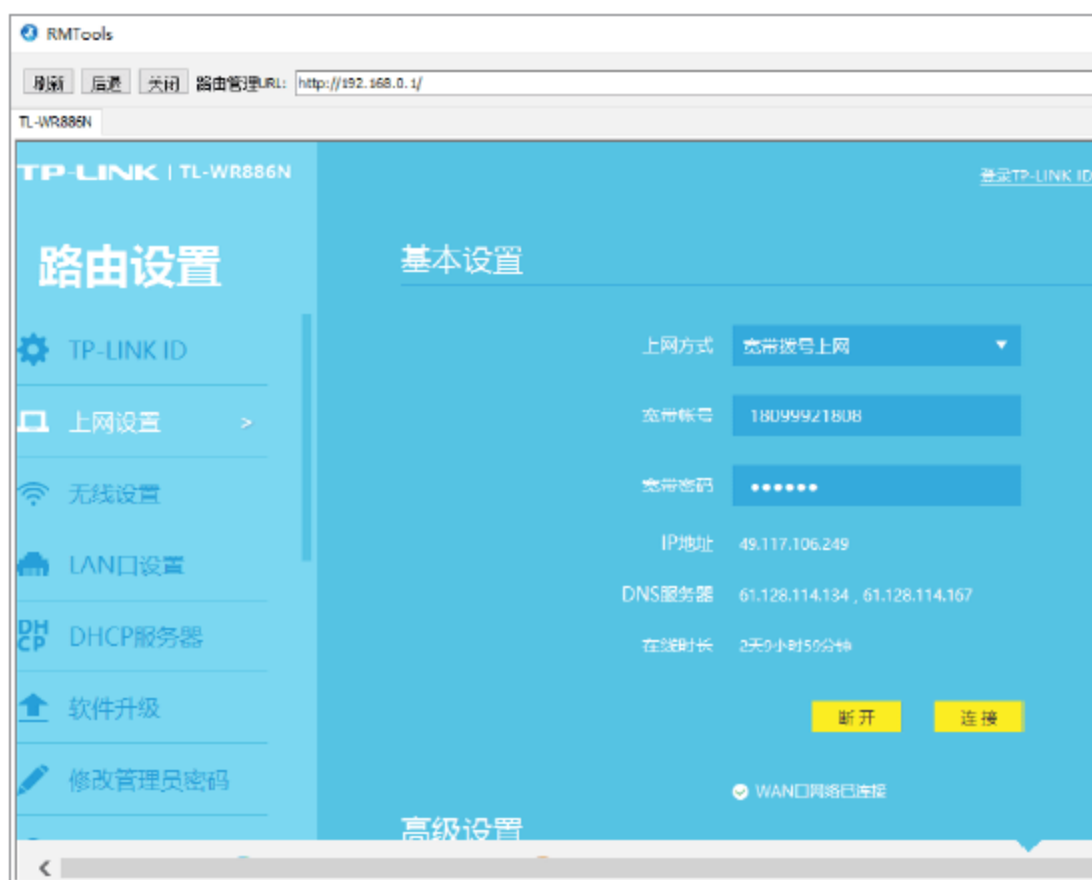 RMTools
刷新 后退 关闭 路由管理URL: http://192.168.0.1/
TL-WR886N
TP-LINK | TL-WR886N
登录TP-LINK ID
路由设置
基本设置
TP-LINK ID
上网设置 >
无线设置
LAN口设置
DHCP服务器
软件升级
修改管理员密码
上网方式 宽带拨号上网
宽带帐号 18099921808
宽带密码 ••••••
IP地址 49.117.106.249
DNS服务器 61.128.114.134 , 61.128.114.167
在线时长 2天9小时59分钟
断开 连接
WAN口网络已连接
高级设置